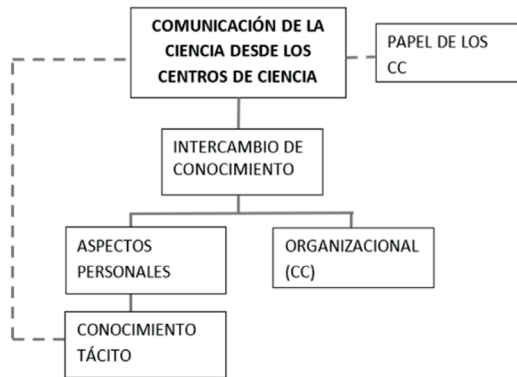 COMUNICACIÓN DE LA
CIENCIA DESDE LOS
CENTROS DE CIENCIA
PAPEL DE LOS
CC
INTERCAMBIO DE
CONOCIMIENTO
ASPECTOS
PERSONALES
ORGANIZACIONAL
(CC)
CONOCIMIENTO
TÁCITO